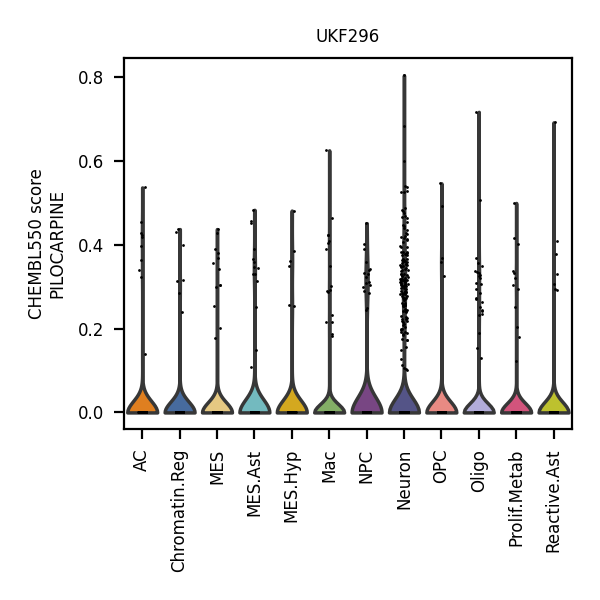 UKF296
CHEMBL550 score
PILOCARPINE
0.8
0.6
0.4
0.2
0.0
AC
Chromatin.Reg
MES
MES.Ast
MES.Hyp
Mac
NPC
Neuron
OPC
Oligo
Prolif.Metab
Reactive.Ast